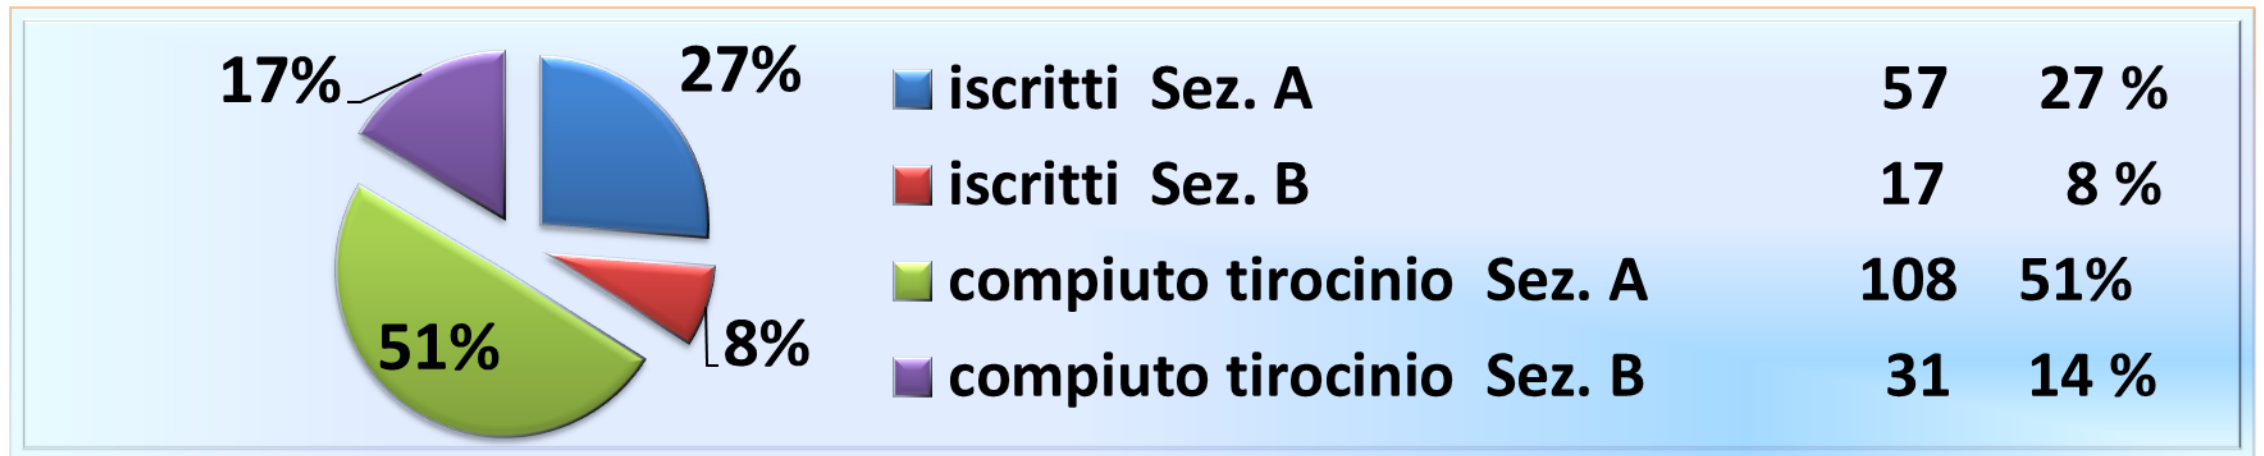 17%
27%
51%
8%
iscritti Sez. A 57 27 %
iscritti Sez. B 17 8 %
compiuto tirocinio Sez. A 108 51%
compiuto tirocinio Sez. B 31 14 %